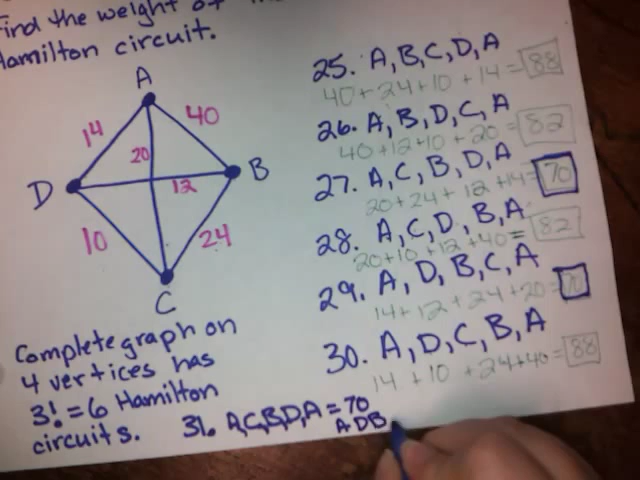 Find the weight of the
Hamilton circuit.
A
14
40
20
D
12
B
10
24
C
Complete graph on
4 vertices has
3! = 6 Hamilton
circuits.
25. A, B, C, D, A
40 + 24 + 10 + 14 = 88
26. A, B, D, C, A
40 + 12 + 10 + 20 = 82
27. A, C, B, D, A
20 + 24 + 12 + 14 = 70
28. A, C, D, B, A
20 + 10 + 12 + 40 = 82
29. A, D, B, C, A
14 + 12 + 24 + 20 = 70
30. A, D, C, B, A
14 + 10 + 24 + 40 = 88
31. A,C,B,D,A = 70
A D B